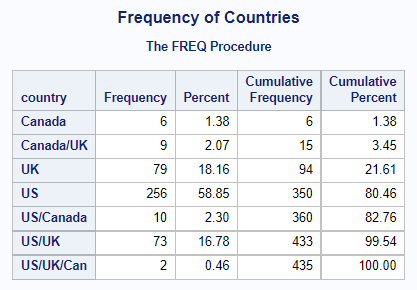 Frequency of Countries
The FREQ Procedure
country Frequency Percent Cumulative Frequency Cumulative Percent
Canada 6 1.38 6 1.38
Canada/UK 9 2.07 15 3.45
UK 79 18.16 94 21.61
US 256 58.85 350 80.46
US/Canada 10 2.30 360 82.76
US/UK 73 16.78 433 99.54
US/UK/Can 2 0.46 435 100.00